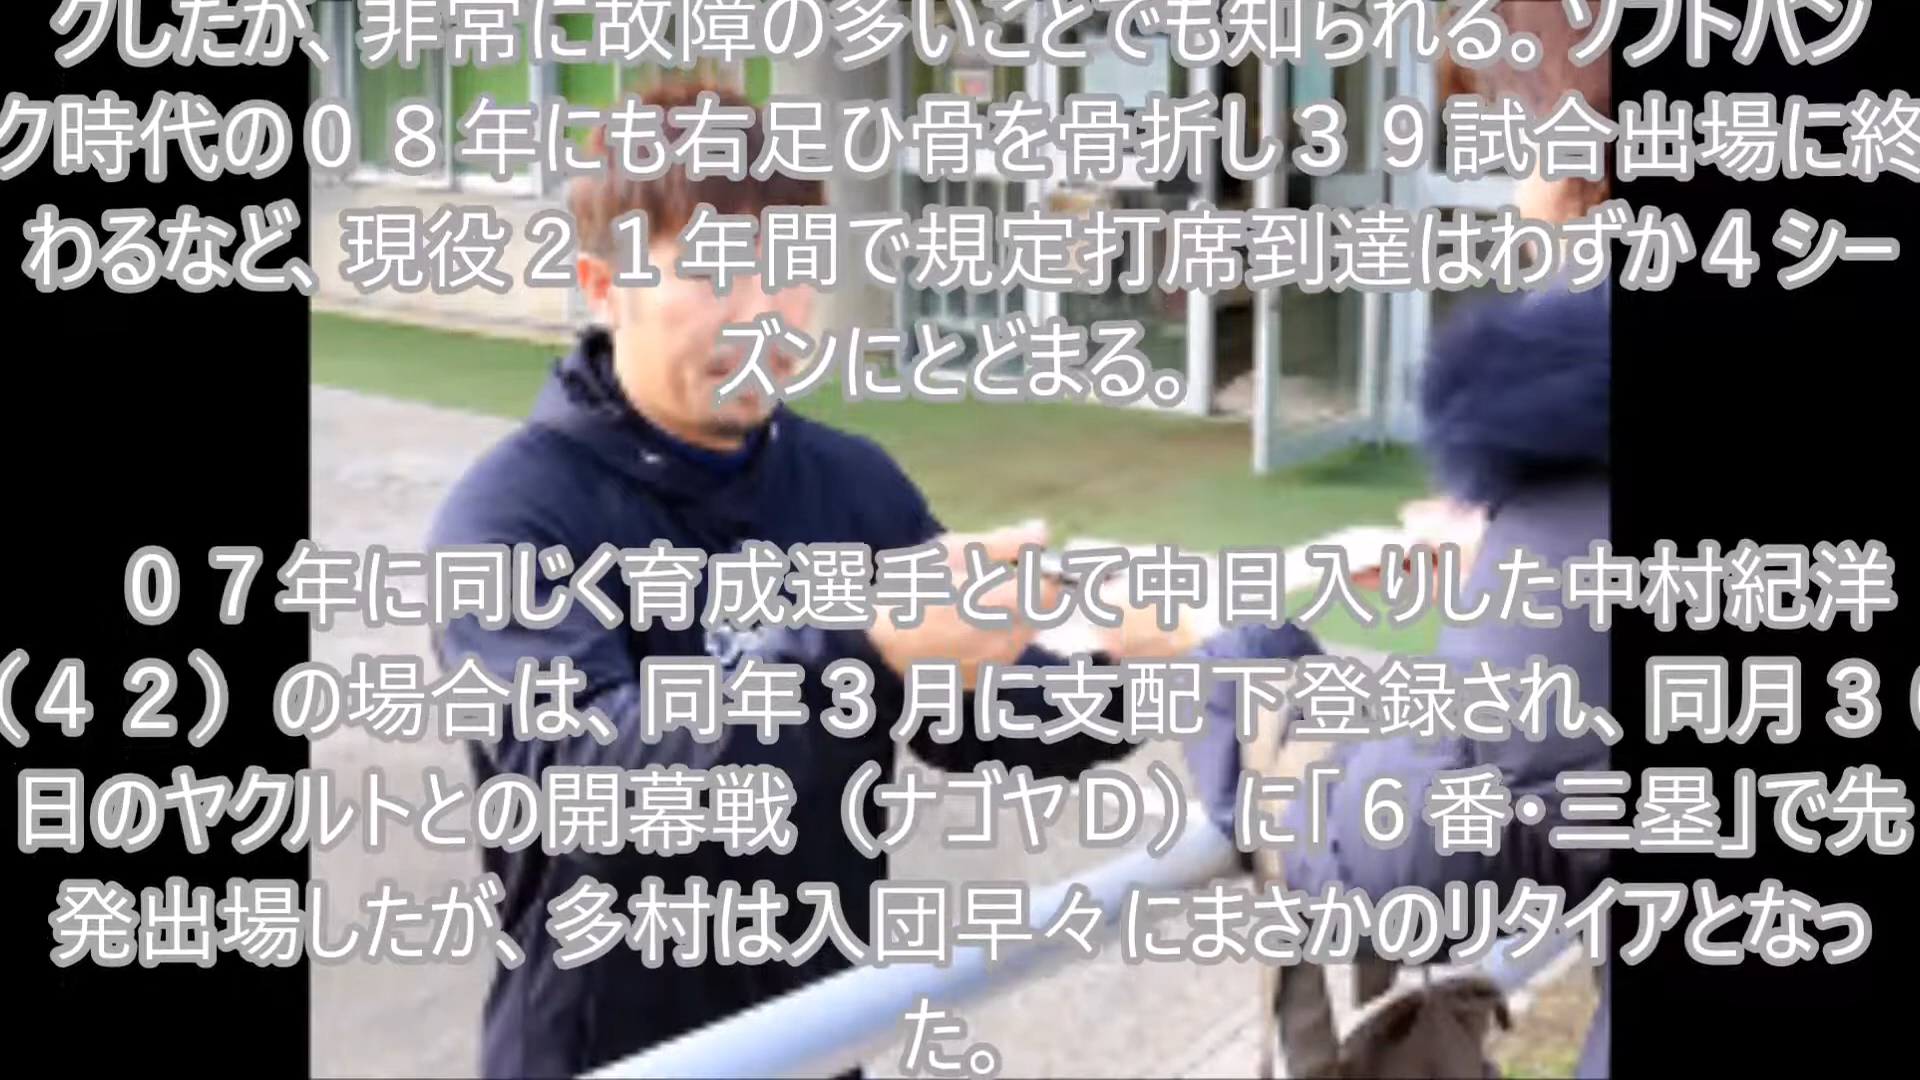 クしたが、非常に故障の多いことでも知られる。ソフトバン
ク時代の０８年にも右足ひ骨を骨折し３９試合出場に終
わるなど、現役２１年間で規定打席到達はわずか４シー
ズンにとどまる。
０７年に同じく育成選手として中日入りした中村紀洋
（４２）の場合は、同年３月に支配下登録され、同月３０
日のヤクルトとの開幕戦（ナゴヤＤ）に「６番・三塁」で先
発出場したが、多村は入団早々にまさかのリタイアとなっ
た。